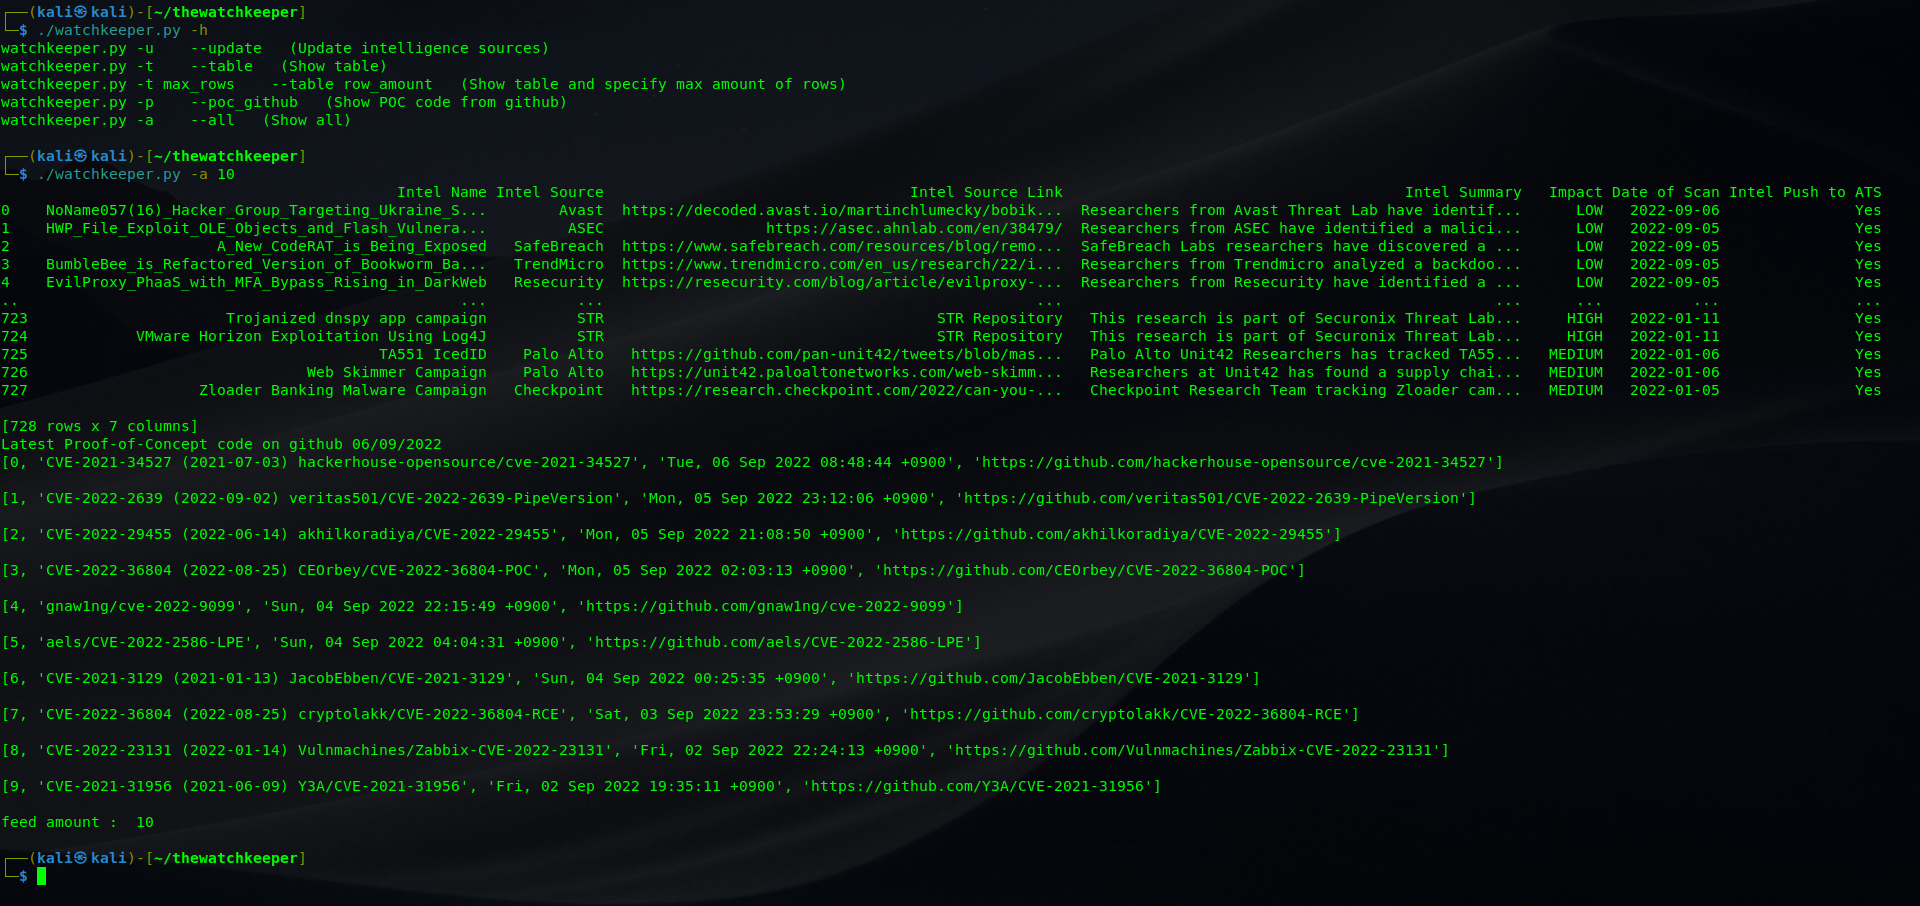 ┌──(kali㉿kali)-[~/thewatchkeeper]
└─$ ./watchkeeper.py -h
watchkeeper.py -u    --update   (Update intelligence sources)
watchkeeper.py -t    --table   (Show table)
watchkeeper.py -t max_rows    --table row_amount   (Show table and specify max amount of rows)
watchkeeper.py -p    --poc_github   (Show POC code from github)
watchkeeper.py -a    --all   (Show all)
┌──(kali㉿kali)-[~/thewatchkeeper]
└─$ ./watchkeeper.py -a 10
Intel Name Intel Source Intel Source Link Intel Summary Impact Date of Scan Intel Push to ATS
0 NoName057(16)_Hacker_Group_Targeting_Ukraine_S... Avast https://decoded.avast.io/martinchlumecky/bobik... Researchers from Avast Threat Lab have identif... LOW 2022-09-06 Yes
1 HWP_File_Exploit_OLE_Objects_and_Flash_Vulnera... ASEC https://asec.ahnlab.com/en/38479/ Researchers from ASEC have identified a malici... LOW 2022-09-05 Yes
2 A_New_CodeRAT_is_Being_Exposed SafeBreach https://www.safebreach.com/resources/blog/remo... SafeBreach Labs researchers have discovered a ... LOW 2022-09-05 Yes
3 BumbleBee_is_Refactored_Version_of_Bookworm_Ba... TrendMicro https://www.trendmicro.com/en_us/research/22/i... Researchers from Trendmicro analyzed a backdoo... LOW 2022-09-05 Yes
4 EvilProxy_PhaaS_with_MFA_Bypass_Rising_in_DarkWeb Resecurity https://resecurity.com/blog/article/evilproxy-... Researchers from Resecurity have identified a ... LOW 2022-09-05 Yes
.. ... ... ... ... ... ... ...
723 Trojanized dnspy app campaign STR STR Repository This research is part of Securonix Threat Lab... HIGH 2022-01-11 Yes
724 VMware Horizon Exploitation Using Log4J STR STR Repository This research is part of Securonix Threat Lab... HIGH 2022-01-11 Yes
725 TA551 IcedID Palo Alto https://github.com/pan-unit42/tweets/blob/mas... Palo Alto Unit42 Researchers has tracked TA55... MEDIUM 2022-01-06 Yes
726 Web Skimmer Campaign Palo Alto https://unit42.paloaltonetworks.com/web-skimm... Researchers at Unit42 has found a supply chai... MEDIUM 2022-01-06 Yes
727 Zloader Banking Malware Campaign Checkpoint https://research.checkpoint.com/2022/can-you-... Checkpoint Research Team tracking Zloader cam... MEDIUM 2022-01-05 Yes
[728 rows x 7 columns]
Latest Proof-of-Concept code on github 06/09/2022
[0, 'CVE-2021-34527 (2021-07-03) hackerhouse-opensource/cve-2021-34527', 'Tue, 06 Sep 2022 08:48:44 +0900', 'https://github.com/hackerhouse-opensource/cve-2021-34527']
[1, 'CVE-2022-2639 (2022-09-02) veritas501/CVE-2022-2639-PipeVersion', 'Mon, 05 Sep 2022 23:12:06 +0900', 'https://github.com/veritas501/CVE-2022-2639-PipeVersion']
[2, 'CVE-2022-29455 (2022-06-14) akhilkoradiya/CVE-2022-29455', 'Mon, 05 Sep 2022 21:08:50 +0900', 'https://github.com/akhilkoradiya/CVE-2022-29455']
[3, 'CVE-2022-36804 (2022-08-25) CEOrbey/CVE-2022-36804-POC', 'Mon, 05 Sep 2022 02:03:13 +0900', 'https://github.com/CEOrbey/CVE-2022-36804-POC']
[4, 'gnaw1ng/cve-2022-9099', 'Sun, 04 Sep 2022 22:15:49 +0900', 'https://github.com/gnaw1ng/cve-2022-9099']
[5, 'aels/CVE-2022-2586-LPE', 'Sun, 04 Sep 2022 04:04:31 +0900', 'https://github.com/aels/CVE-2022-2586-LPE']
[6, 'CVE-2021-3129 (2021-01-13) JacobEbben/CVE-2021-3129', 'Sun, 04 Sep 2022 00:25:35 +0900', 'https://github.com/JacobEbben/CVE-2021-3129']
[7, 'CVE-2022-36804 (2022-08-25) cryptolakk/CVE-2022-36804-RCE', 'Sat, 03 Sep 2022 23:53:29 +0900', 'https://github.com/cryptolakk/CVE-2022-36804-RCE']
[8, 'CVE-2022-23131 (2022-01-14) Vulnmachines/Zabbix-CVE-2022-23131', 'Fri, 02 Sep 2022 22:24:13 +0900', 'https://github.com/Vulnmachines/Zabbix-CVE-2022-23131']
[9, 'CVE-2021-31956 (2021-06-09) Y3A/CVE-2021-31956', 'Fri, 02 Sep 2022 19:35:11 +0900', 'https://github.com/Y3A/CVE-2021-31956']
feed amount :  10
┌──(kali㉿kali)-[~/thewatchkeeper]
└─$